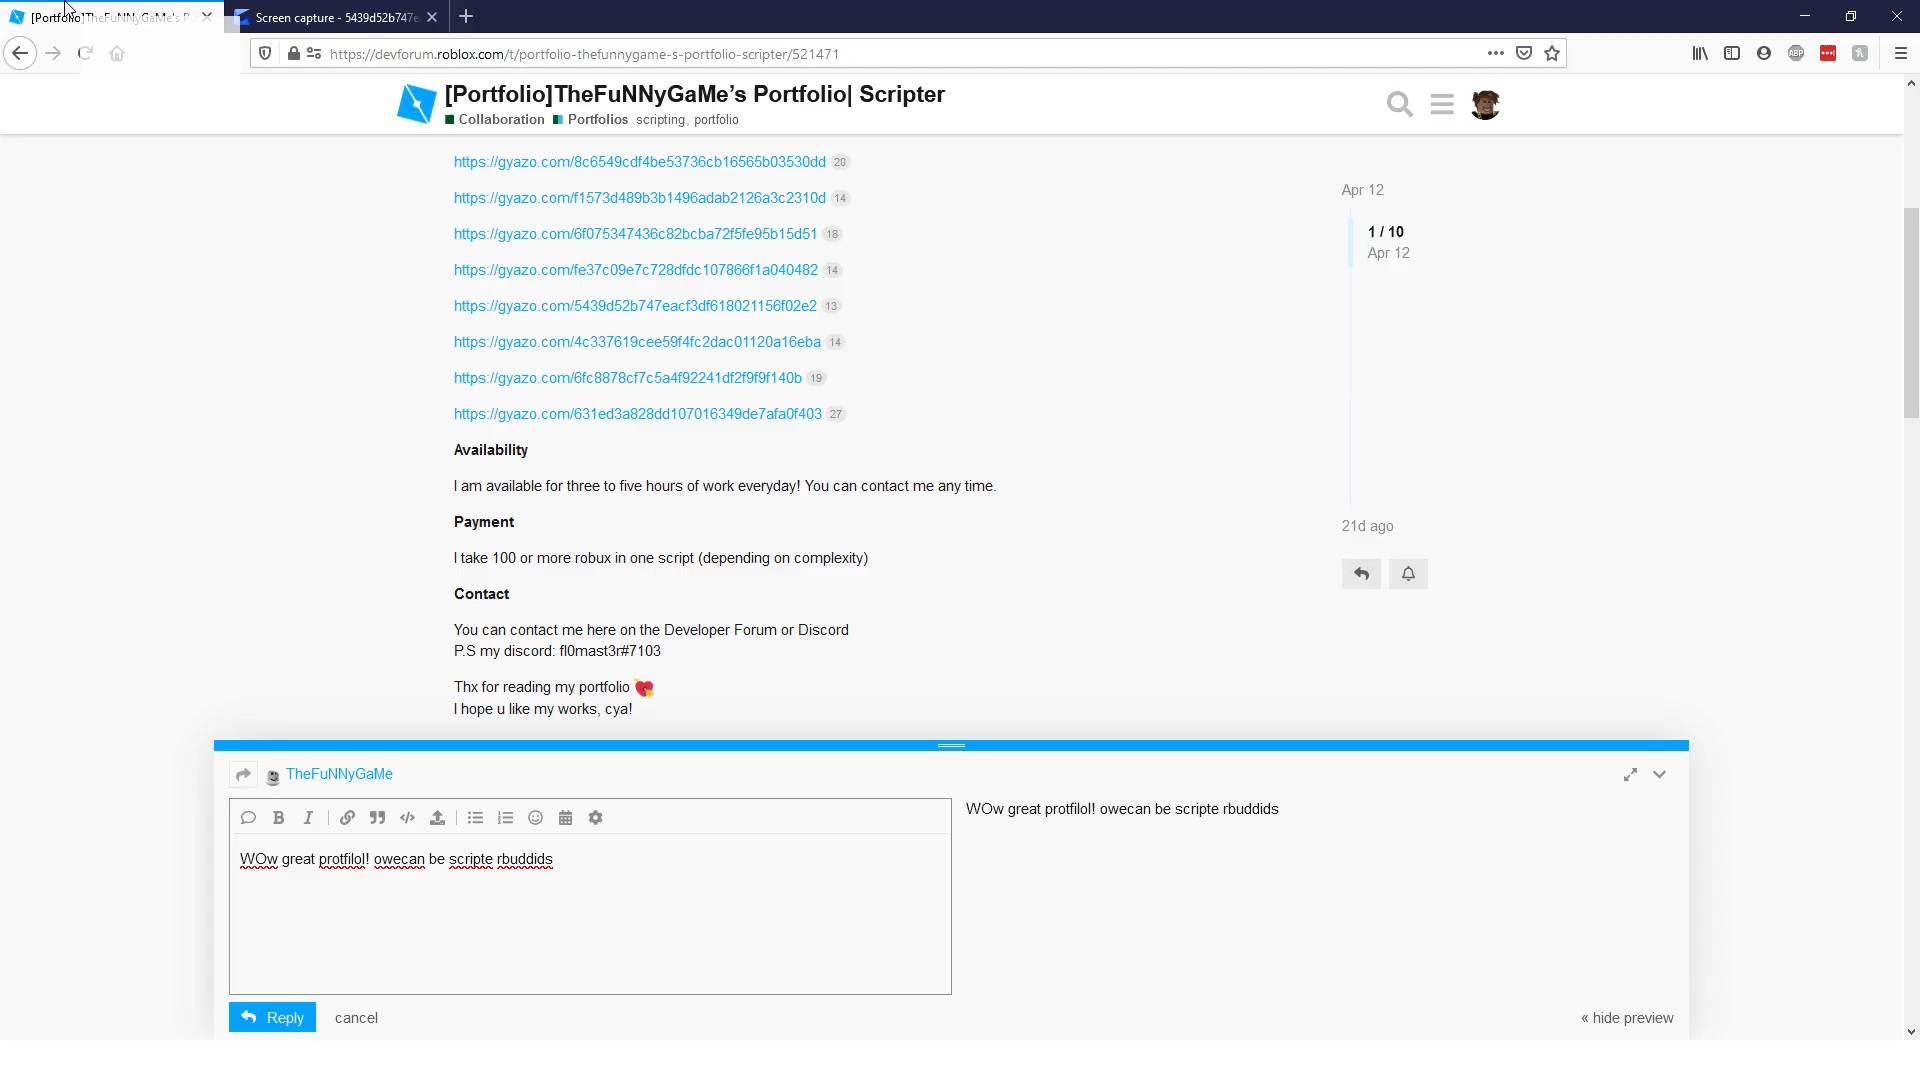 [Portfolio]TheFuNNyGaMe's P
Screen capture - 5439d52b747e
https://devforum.roblox.com/t/portfolio-thefunnygame-s-portfolio-scripter/521471
ABP
[Portfolio]TheFuNNyGaMe’s Portfolio| Scripter
Collaboration Portfolios scripting, portfolio
https://gyazo.com/8c6549cdf4be53736cb16565b03530dd 20
https://gyazo.com/f1573d489b3b1496adab2126a3c2310d 14
https://gyazo.com/6f075347436c82bcba72f5fe95b15d51 18
https://gyazo.com/fe37c09e7c728dfdc107866f1a040482 14
https://gyazo.com/5439d52b747eacf3df618021156f02e2 13
https://gyazo.com/4c337619cee59f4fc2dac01120a16eba 14
https://gyazo.com/6fc8878cf7c5a4f92241df2f9f9f140b 19
https://gyazo.com/631ed3a828dd107016349de7afa0f403 27
Apr 12
1 / 10
Apr 12
21d ago
Availability
I am available for three to five hours of work everyday! You can contact me any time.
Payment
I take 100 or more robux in one script (depending on complexity)
Contact
You can contact me here on the Developer Forum or Discord
P.S my discord: fl0mast3r#7103
Thx for reading my portfolio 💘
I hope u like my works, cya!
TheFuNNyGaMe
WOw great protfilol! owecan be scripte rbuddids
WOw great protfilol! owecan be scripte rbuddids
Reply cancel
« hide preview